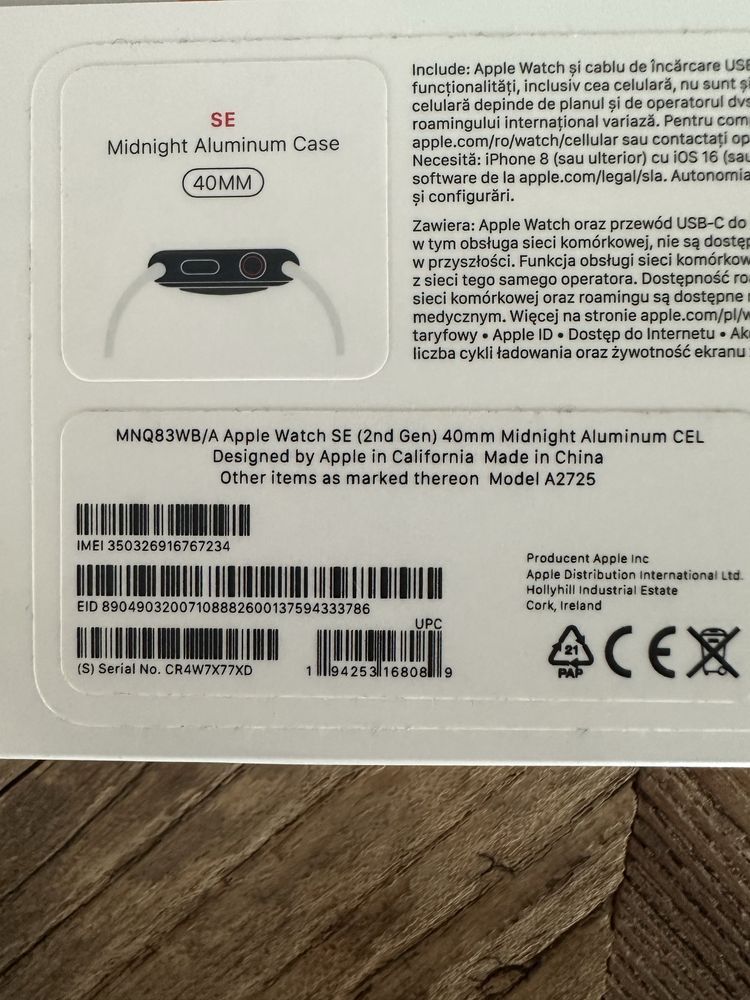 SE
Midnight Aluminum Case
40MM
Include: Apple Watch și cablu de încărcare USB
funcționalități, inclusiv cea celulară, nu sunt și
celulară depinde de planul și de operatorul dvs
roamingului internațional variază. Pentru com
apple.com/ro/watch/cellular sau contactați op
Necesită: iPhone 8 (sau ulterior) cu iOS 16 (sau
software de la apple.com/legal/sla. Autonomia
și configurări.
Zawiera: Apple Watch oraz przewód USB-C do
w tym obsługa sieci komórkowej, nie są dostęp
w przyszłości. Funkcja obsługi sieci komórkow
z sieci tego samego operatora. Dostępność ro
sieci komórkowej oraz roamingu są dostępne
medycznym. Więcej na stronie apple.com/pl/w
taryfowy • Apple ID • Dostęp do Internetu • Ak
liczba cykli ładowania oraz żywotność ekranu
MNQ83WB/A Apple Watch SE (2nd Gen) 40mm Midnight Aluminum CEL
Designed by Apple in California Made in China
Other items as marked thereon Model A2725
IMEI 350326916767234
EID 89049032007108882600137594333786
UPC
(S) Serial No. CR4W7X77XD
1 94253 16808 9
Producent Apple Inc
Apple Distribution International Ltd.
Hollyhill Industrial Estate
Cork, Ireland
21
PAP
CE